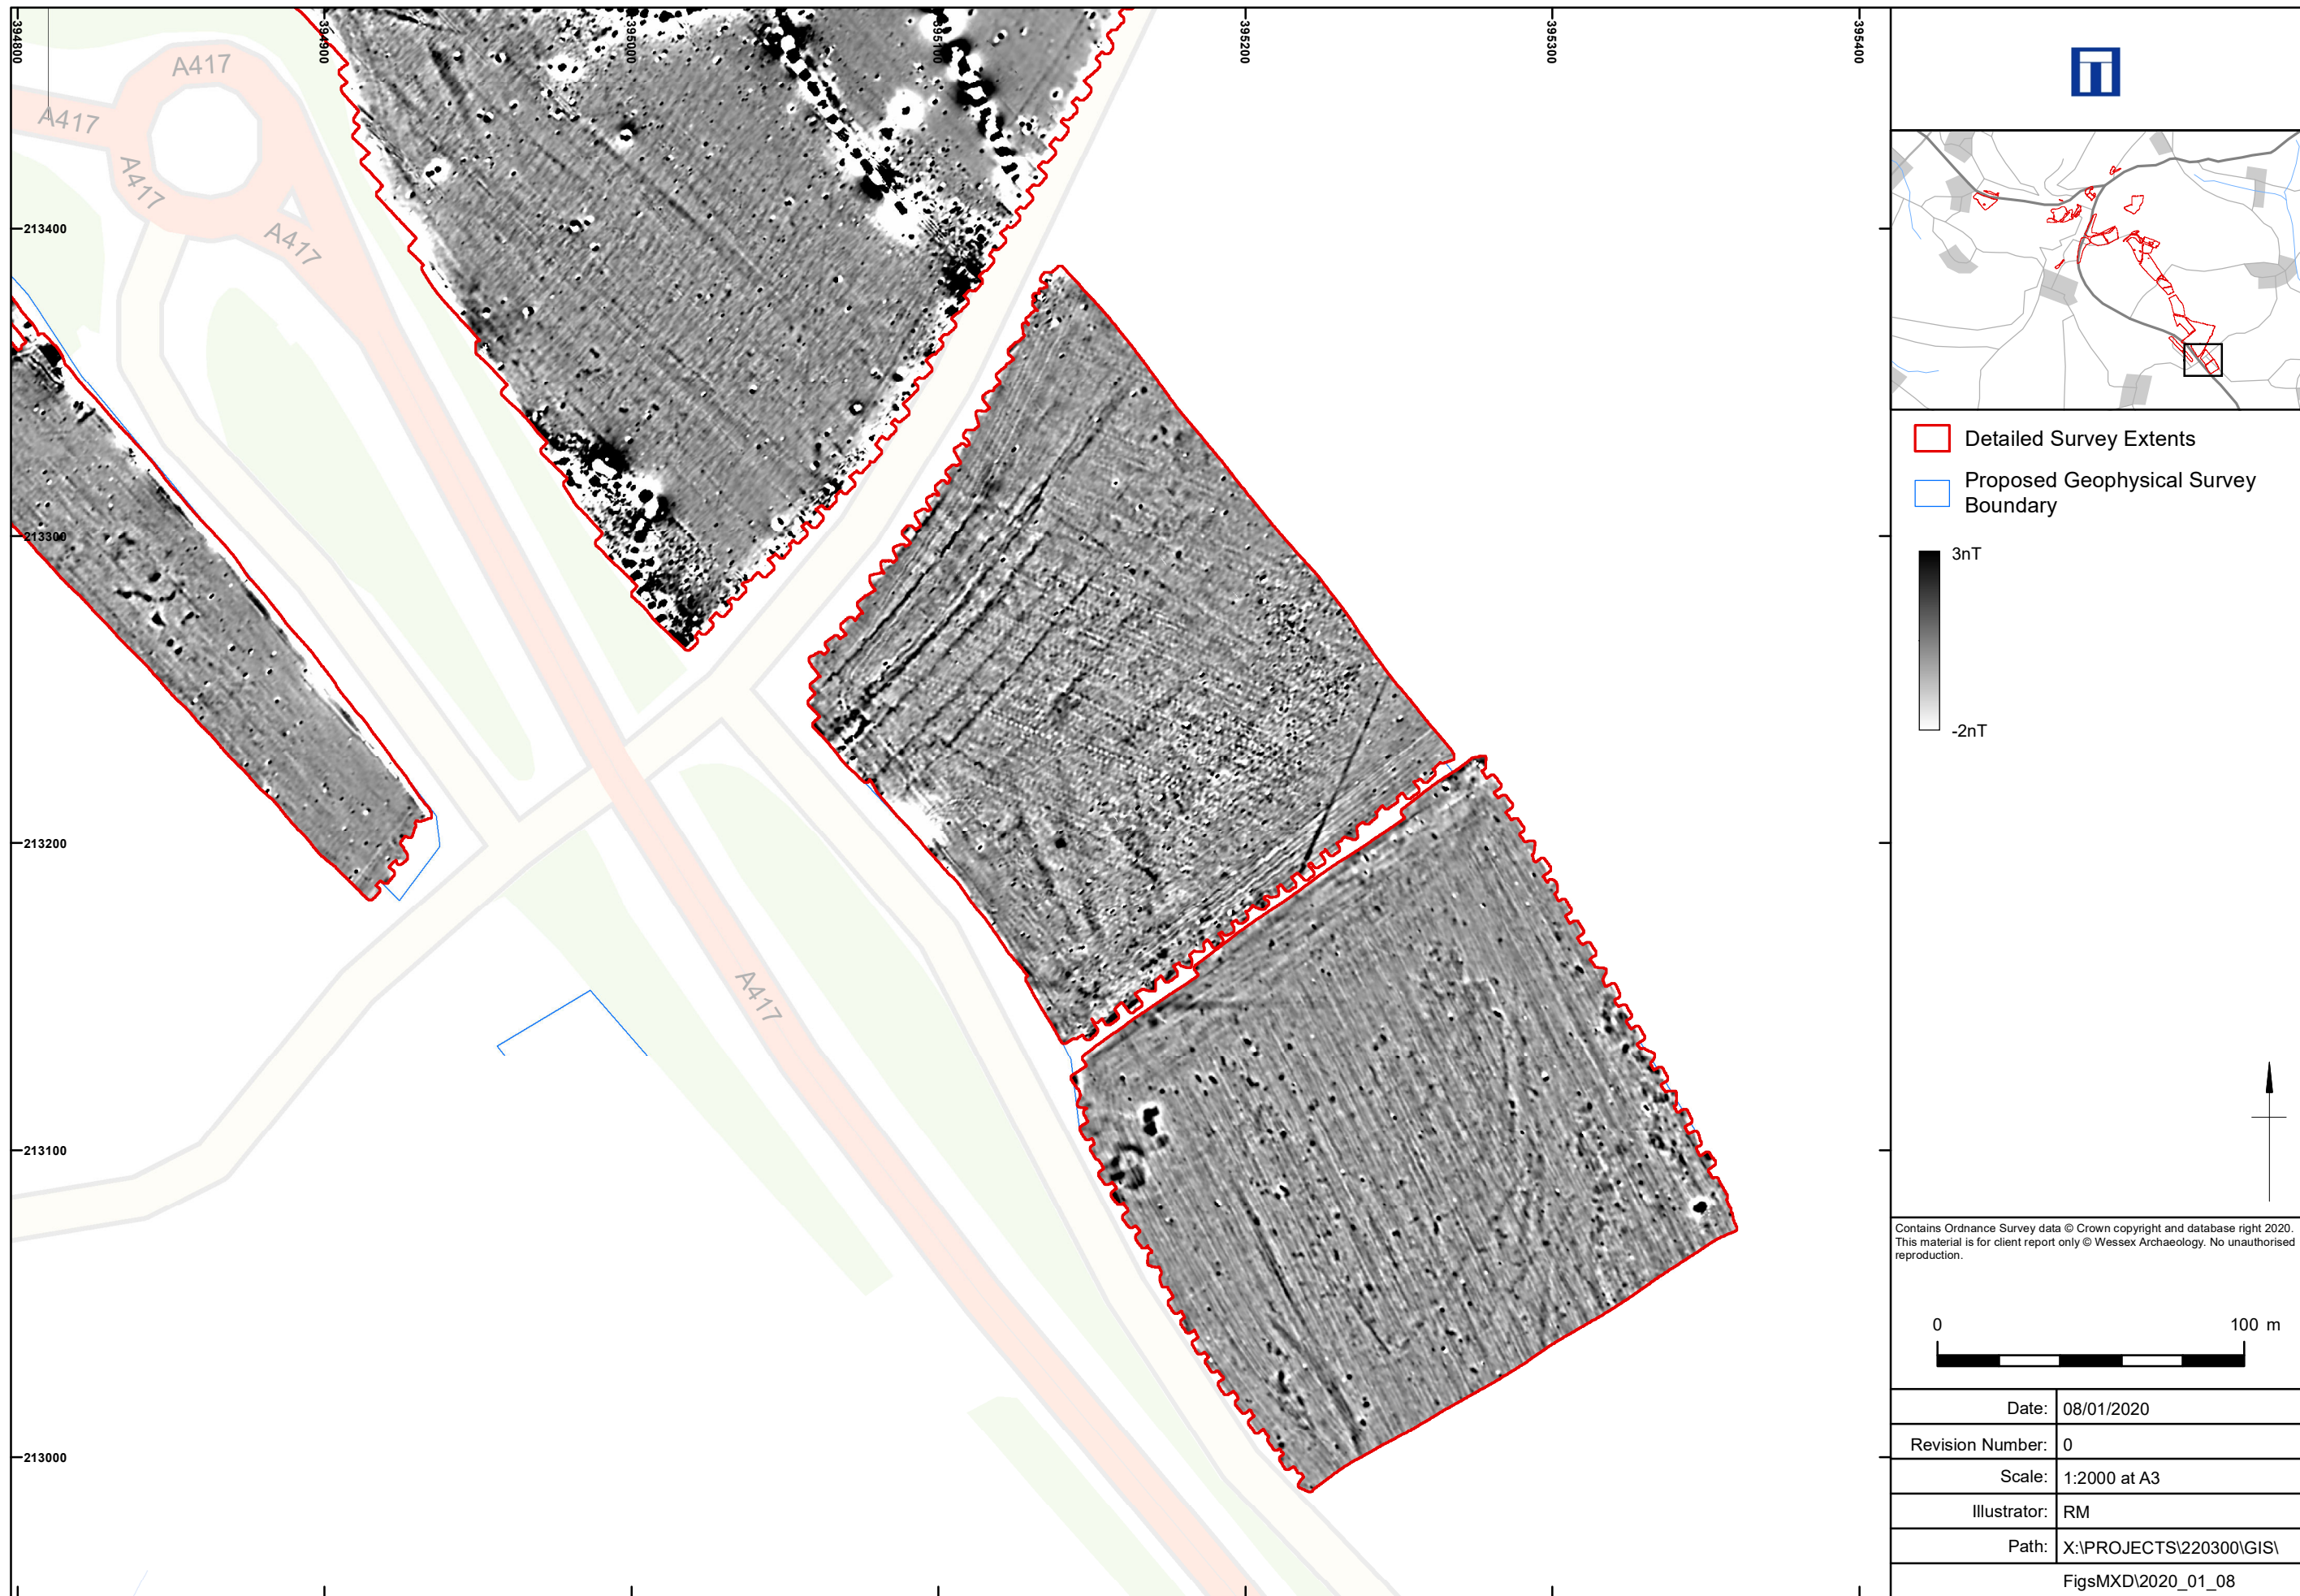 394800
394900
395000
395100
395200
395300
395400
A417
A417
A417
A417
213400
213300
213200
A417
213100
213000
Detailed Survey Extents
Proposed Geophysical Survey
Boundary
3nT
-2nT
Contains Ordnance Survey data © Crown copyright and database right 2020.
This material is for client report only © Wessex Archaeology. No unauthorised
reproduction.
0 100 m
Date: 08/01/2020
Revision Number: 0
Scale: 1:2000 at A3
Illustrator: RM
Path: X:\PROJECTS\220300\GIS\
FigsMXD\2020_01_08